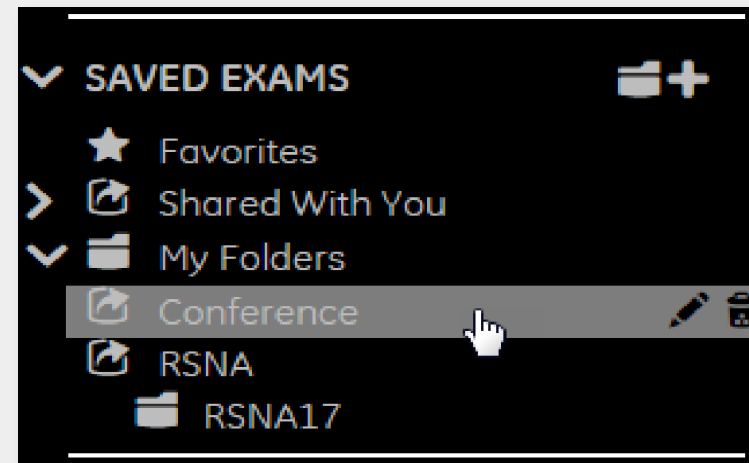 SAVED EXAMS
Favorites
Shared With You
My Folders
Conference
RSNA
RSNA17